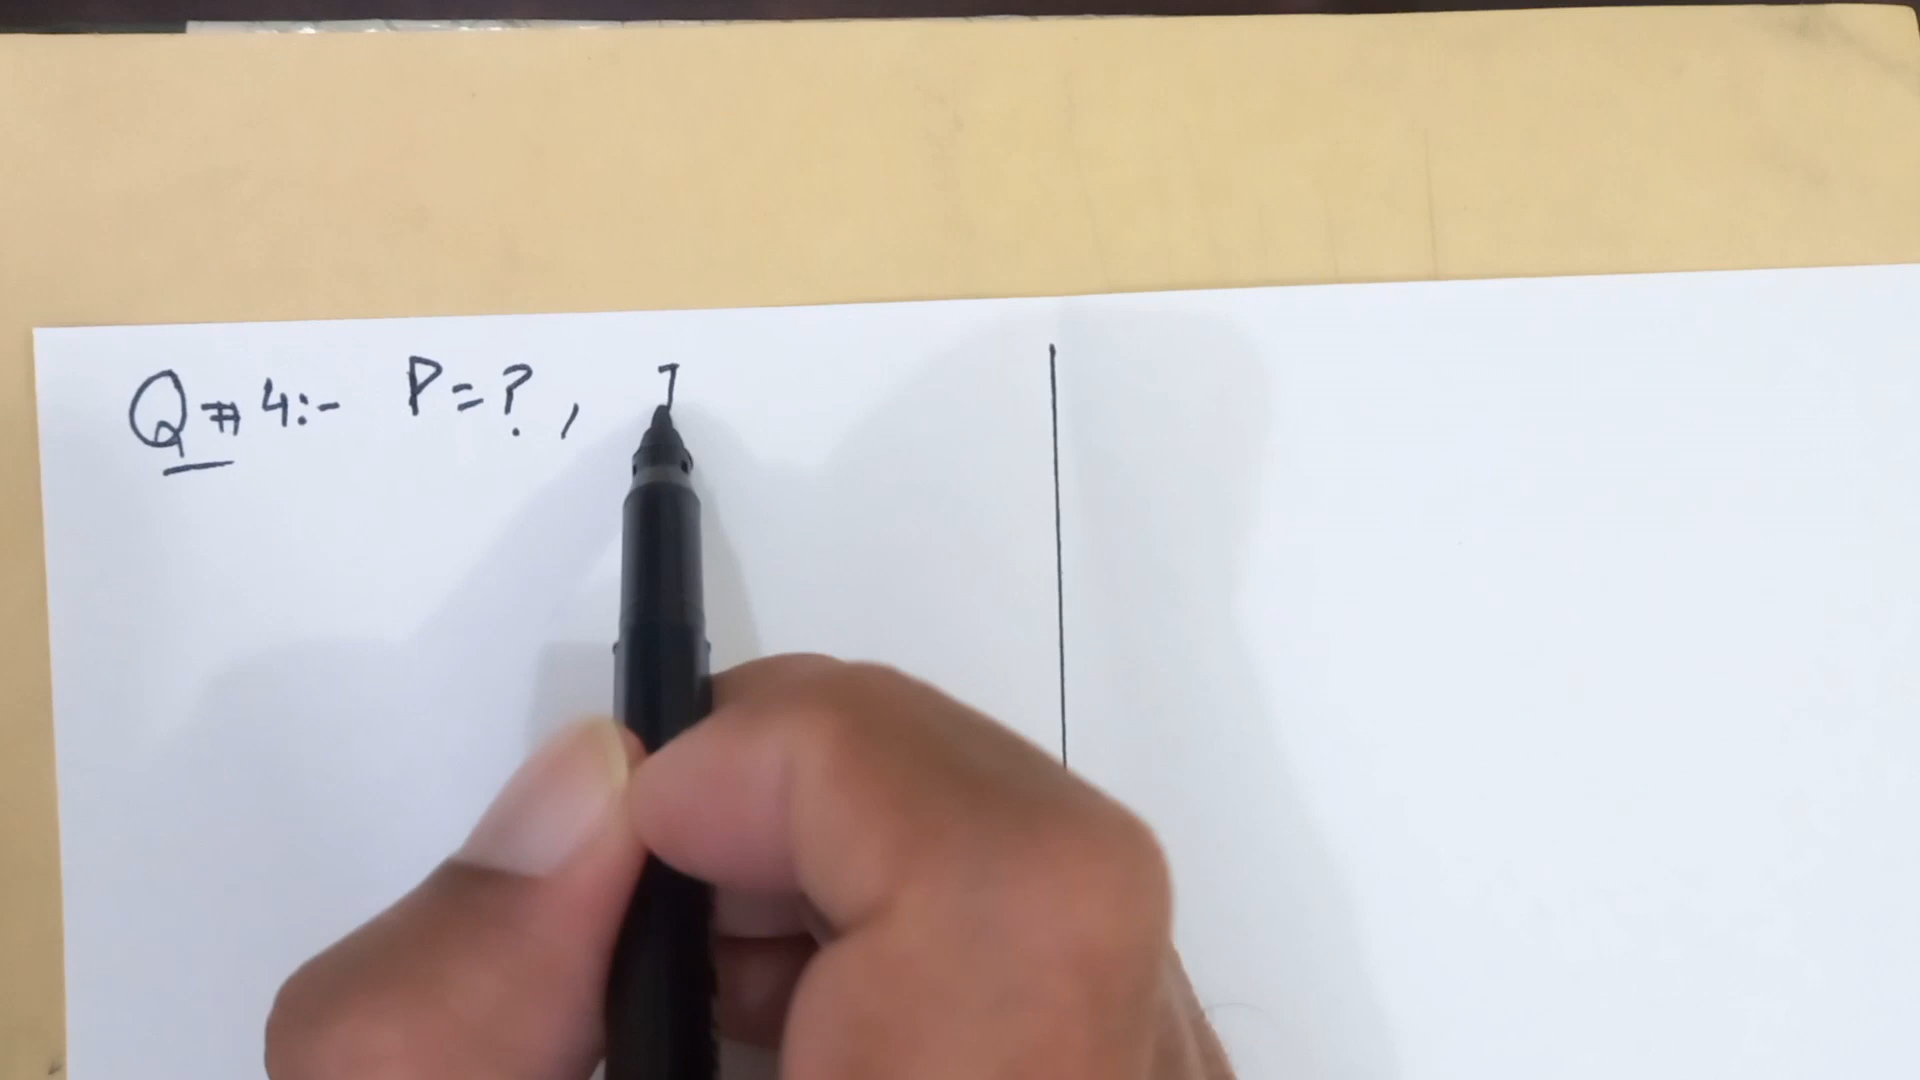 Q # 4:- P = ? , I